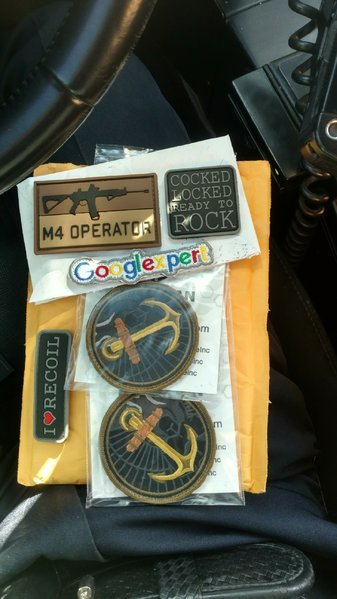 M4 OPERATOR
COCKED
LOCKED
READY TO
ROCK
Googlexpert
I ♥ RECOIL